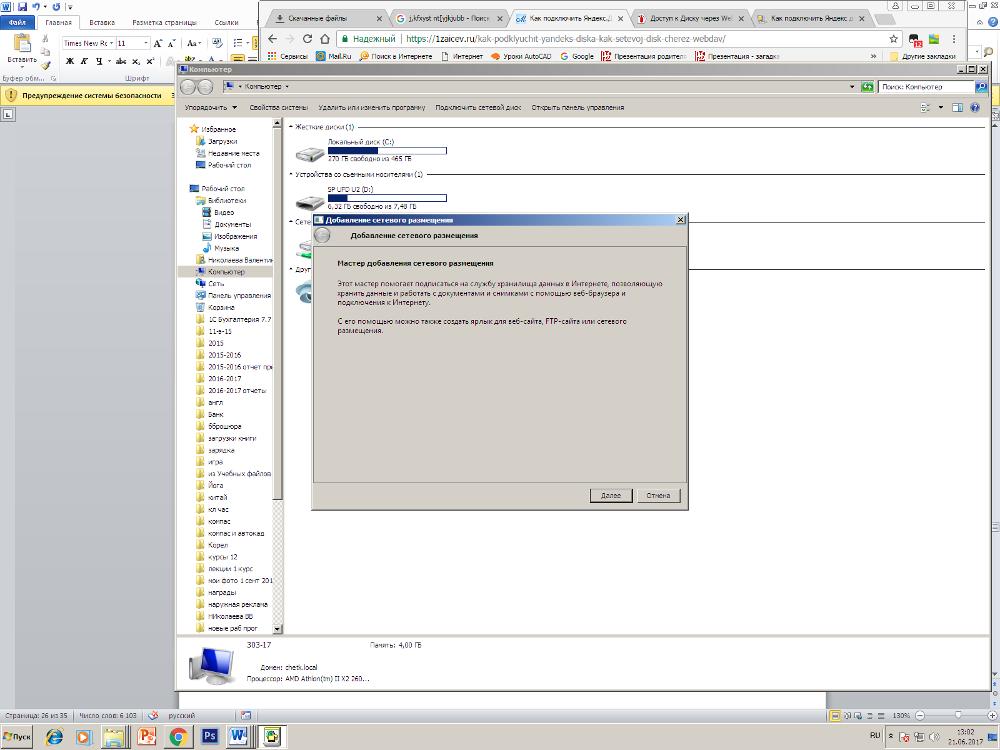 Файл
Главная
Вставка
Разметка страницы
Ссылки
Скачанные файлы
j,kfxyst nt[yjkjubb - Поиск
Как подключить Яндекс.Д
Доступ к Диску через Web
Как подключить Яндекс д
Надежный
https://1zaicev.ru/kak-podklyuchit-yandeks-diska-kak-setevoj-disk-cherez-webdav/
12
Сервисы
Mail.Ru
Поиск в Интернете
Интернет
Уроки AutoCAD
Google
Презентация родителя
Презентация - загадка
»
Другие закладки
Вставить
Times New Ro
11
Aa
Ж К Ч abc x₂ x²
Буфер обм...
Шрифт
Предупреждение системы безопасности
З
Компьютер
Компьютер
Поиск: Компьютер
Упорядочить
Свойства системы
Удалить или изменить программу
Подключить сетевой диск
Открыть панель управления
Избранное
Загрузки
Недавние места
Рабочий стол
Рабочий стол
Библиотеки
Видео
Документы
Изображения
Музыка
Николаева Валентин
Компьютер
Сеть
Панель управления
Корзина
1С Бухгалтерия 7.7
11-э-15
2015
2015-2016
2015-2016 отчет пре
2016-2017
2016-2017 отчеты
англ
Банк
бброшюра
загрузки книги
зарядка
игра
из Учебных файлов
Йога
китай
кл час
компас
компас и автокад
Корел
курсы 12
лекции 1 курс
мои фото 1 сент 201
награды
наружная реклама
НИколаева ВВ
новые раб прог
Жесткие диски (1)
Локальный диск (C:)
270 ГБ свободно из 465 ГБ
Устройства со съемными носителями (1)
SP UFD U2 (D:)
6,32 ГБ свободно из 7,48 ГБ
Сете
Друг
Добавление сетевого размещения
Добавление сетевого размещения
Мастер добавления сетевого размещения
Этот мастер помогает подписаться на службу хранилища данных в Интернете, позволяющую
хранить данные и работать с документами и снимками с помощью веб-браузера и
подключения к Интернету.
С его помощью можно также создать ярлык для веб-сайта, FTP-сайта или сетевого
размещения.
Далее
Отмена
303-17
Память: 4,00 ГБ
Домен: chetk.local
Процессор: AMD Athlon(tm) II X2 260...
Страница: 26 из 35
Число слов: 6 103
русский
130%
Пуск
RU
13:02
21.06.2017